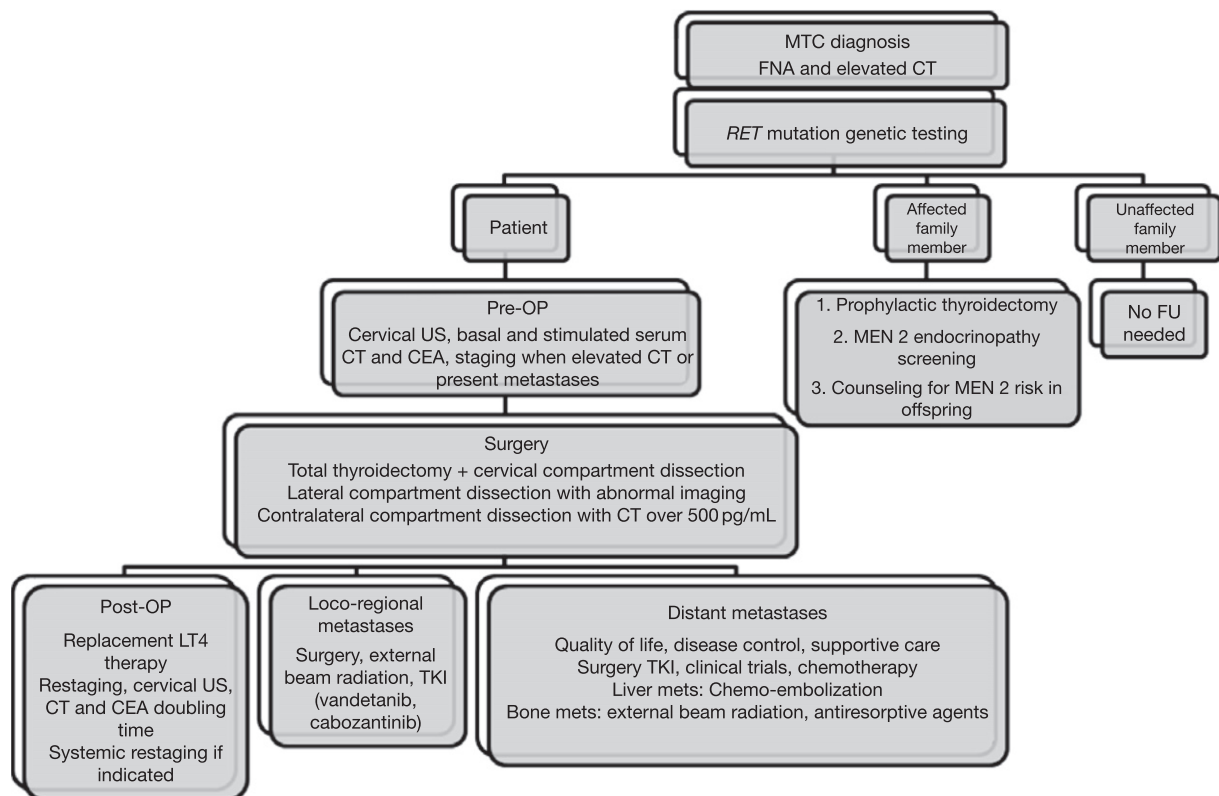 MTC diagnosis
FNA and elevated CT
RET mutation genetic testing
Patient
Affected
family
member
Unaffected
family
member
Pre-OP
Cervical US, basal and stimulated serum
CT and CEA, staging when elevated CT or
present metastases
1. Prophylactic thyroidectomy
2. MEN 2 endocrinopathy
screening
3. Counseling for MEN 2 risk in
offspring
No FU
needed
Surgery
Total thyroidectomy + cervical compartment dissection
Lateral compartment dissection with abnormal imaging
Contralateral compartment dissection with CT over 500 pg/mL
Post-OP
Replacement LT4
therapy
Restaging, cervical US,
CT and CEA doubling
time
Systemic restaging if
indicated
Loco-regional
metastases
Surgery, external
beam radiation, TKI
(vandetanib,
cabozantinib)
Distant metastases
Quality of life, disease control, supportive care
Surgery TKI, clinical trials, chemotherapy
Liver mets: Chemo-embolization
Bone mets: external beam radiation, antiresorptive agents